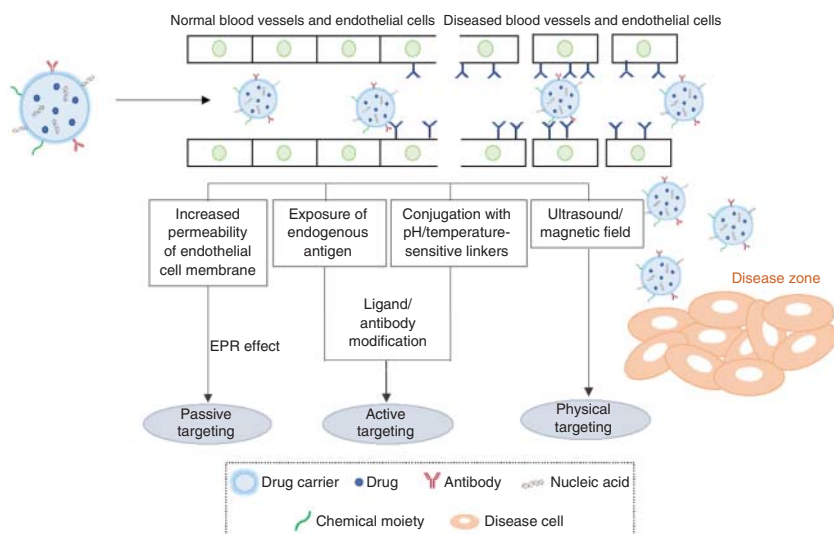 Normal blood vessels and endothelial cells
Diseased blood vessels and endothelial cells
Increased
permeability
of endothelial
cell membrane
Exposure of
endogenous
antigen
Conjugation with
pH/temperature-
sensitive linkers
Ultrasound/
magnetic field
Disease zone
Ligand/
antibody
modification
EPR effect
Passive
targeting
Active
targeting
Physical
targeting
Drug carrier
Drug
Antibody
Nucleic acid
Chemical moiety
Disease cell